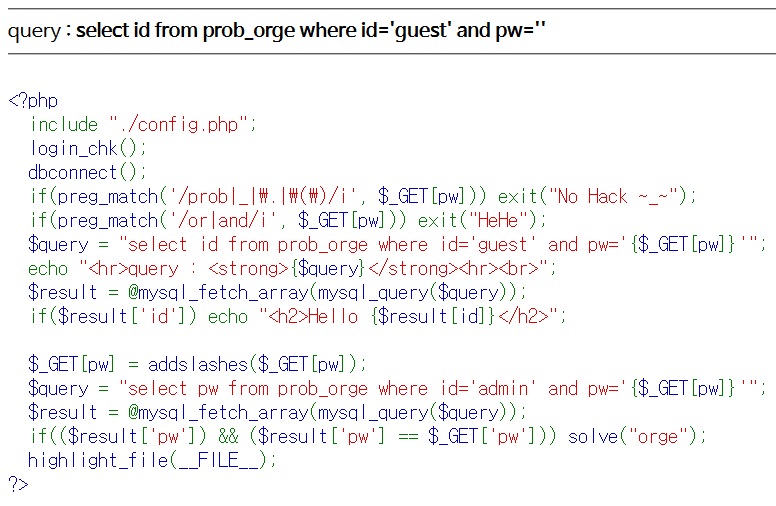 query : select id from prob_orge where id='guest' and pw=''
<?php
include "./config.php";
login_chk();
dbconnect();
if(preg_match('/prob|_|₩.|₩(₩)/i', $_GET[pw])) exit("No Hack ~_~");
if(preg_match('/or|and/i', $_GET[pw])) exit("HeHe");
$query = "select id from prob_orge where id='guest' and pw='{$_GET[pw]}'";
echo "<hr>query : <strong>{$query}</strong><hr><br>";
$result = @mysql_fetch_array(mysql_query($query));
if($result['id']) echo "<h2>Hello {$result[id]}</h2>";
$_GET[pw] = addslashes($_GET[pw]);
$query = "select pw from prob_orge where id='admin' and pw='{$_GET[pw]}'";
$result = @mysql_fetch_array(mysql_query($query));
if(($result['pw']) && ($result['pw'] == $_GET['pw'])) solve("orge");
highlight_file(__FILE__);
?>